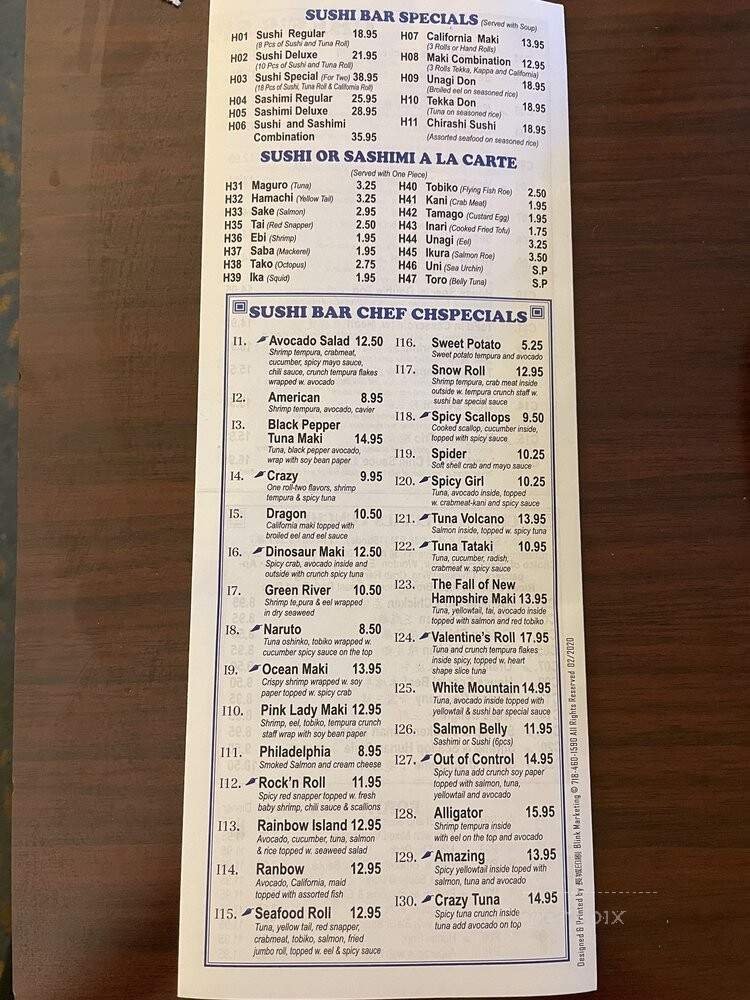 SUSHI BAR SPECIALS (Served with Soup)
H01 Sushi Regular 18.95
(8 Pcs of Sushi and Tuna Roll)
H02 Sushi Deluxe 21.95
(10 Pcs of Sushi and Tuna Roll)
H03 Sushi Special (For Two) 38.95
(18 Pcs of Sushi, Tuna Roll & California Roll)
H04 Sashimi Regular 25.95
H05 Sashimi Deluxe 28.95
H06 Sushi and Sashimi
Combination 35.95
H07 California Maki 13.95
(3 Rolls or Hand Rolls)
H08 Maki Combination 12.95
(3 Rolls Tekka, Kappa and California)
H09 Unagi Don 18.95
(Broiled eel on seasoned rice)
H10 Tekka Don 18.95
(Tuna on seasoned rice)
H11 Chirashi Sushi 18.95
(Assorted seafood on seasoned rice)
SUSHI OR SASHIMI A LA CARTE
(Served with One Piece)
H31 Maguro (Tuna) 3.25
H32 Hamachi (Yellow Tail) 3.25
H33 Sake (Salmon) 2.95
H35 Tai (Red Snapper) 2.50
H36 Ebi (Shrimp) 1.95
H37 Saba (Mackerel) 1.95
H38 Tako (Octopus) 2.75
H39 Ika (Squid) 1.95
H40 Tobiko (Flying Fish Roe) 2.50
H41 Kani (Crab Meat) 1.95
H42 Tamago (Custard Egg) 1.95
H43 Inari (Cooked Fried Tofu) 1.75
H44 Unagi (Eel) 3.25
H45 Ikura (Salmon Roe) 3.50
H46 Uni (Sea Urchin) S.P
H47 Toro (Belly Tuna) S.P
SUSHI BAR CHEF CHSPECIALS
I1. Avocado Salad 12.50
Shrimp tempura, crabmeat,
cucumber, spicy mayo sauce,
chili sauce, crunch tempura flakes
wrapped w. avocado
I2. American 8.95
Shrimp tempura, avocado, cavier
I3. Black Pepper
Tuna Maki 14.95
Tuna, black pepper avocado,
wrap with soy bean paper
I4. Crazy 9.95
One roll-two flavors, shrimp
tempura & spicy tuna
I5. Dragon 10.50
California maki topped with
broiled eel and eel sauce
I6. Dinosaur Maki 12.50
Spicy crab, avocado inside and
outside with crunch spicy tuna
I7. Green River 10.50
Shrimp te,pura & eel wrapped
in dry seaweed
I8. Naruto 8.50
Tuna oshinko, tobiko wrapped w.
cucumber spicy sauce on the top
I9. Ocean Maki 13.95
Crispy shrimp wrapped w. soy
paper topped w. spicy crab
I10. Pink Lady Maki 12.95
Shrimp, eel, tobiko, tempura crunch
staff wrap with soy bean paper
I11. Philadelphia 8.95
Smoked Salmon and cream cheese
I12. Rock'n Roll 11.95
Spicy red snapper topped w. fresh
baby shrimp, chili sauce & scallions
I13. Rainbow Island 12.95
Avocado, cucumber, tuna, salmon
& rice topped w. seaweed salad
I14. Ranbow 12.95
Avocado, California, maid
topped with assorted fish
I15. Seafood Roll 12.95
Tuna, yellow tail, red snapper,
crabmeat, tobiko, salmon, fried
jumbo roll, topped w. eel & spicy sauce
I16. Sweet Potato 5.25
Sweet potato tempura and avocado
I17. Snow Roll 12.95
Shrimp tempura, crab meat inside
outside w. tempura crunch staff w.
sushi bar special sauce
I18. Spicy Scallops 9.50
Cooked scallop, cucumber inside,
topped with spicy sauce
I19. Spider 10.25
Soft shell crab and mayo sauce
I20. Spicy Girl 10.25
Tuna, avocado inside, topped
w. crabmeat-kani and spicy sauce
I21. Tuna Volcano 13.95
Salmon inside, topped w. spicy tuna
I22. Tuna Tataki 10.95
Tuna, cucumber, radish,
crabmeat w. spicy sauce
I23. The Fall of New
Hampshire Maki 13.95
Tuna, yellowtail, tai, avocado inside
topped with salmon and red tobiko
I24. Valentine's Roll 17.95
Tuna and crunch tempura flakes
inside spicy, topped w. heart
shape slice tuna
I25. White Mountain 14.95
Tuna, avocado inside topped with
yellowtail & sushi bar special sauce
I26. Salmon Belly 11.95
Sashimi or Sushi (6pcs)
I27. Out of Control 14.95
Spicy tuna add crunch soy paper
topped with salmon, tuna,
yellowtail and avocado
I28. Alligator 15.95
Shrimp tempura inside
with eel on the top and avocado
I29. Amazing 13.95
Spicy yellowtail inside toped with
salmon, tuna and avocado
I30. Crazy Tuna 14.95
Spicy tuna crunch inside
tuna add avocado on top
Designed & Printed by 長城印刷 Blink Marketing © 718-460-1590 All Rights Reserved 02/2020